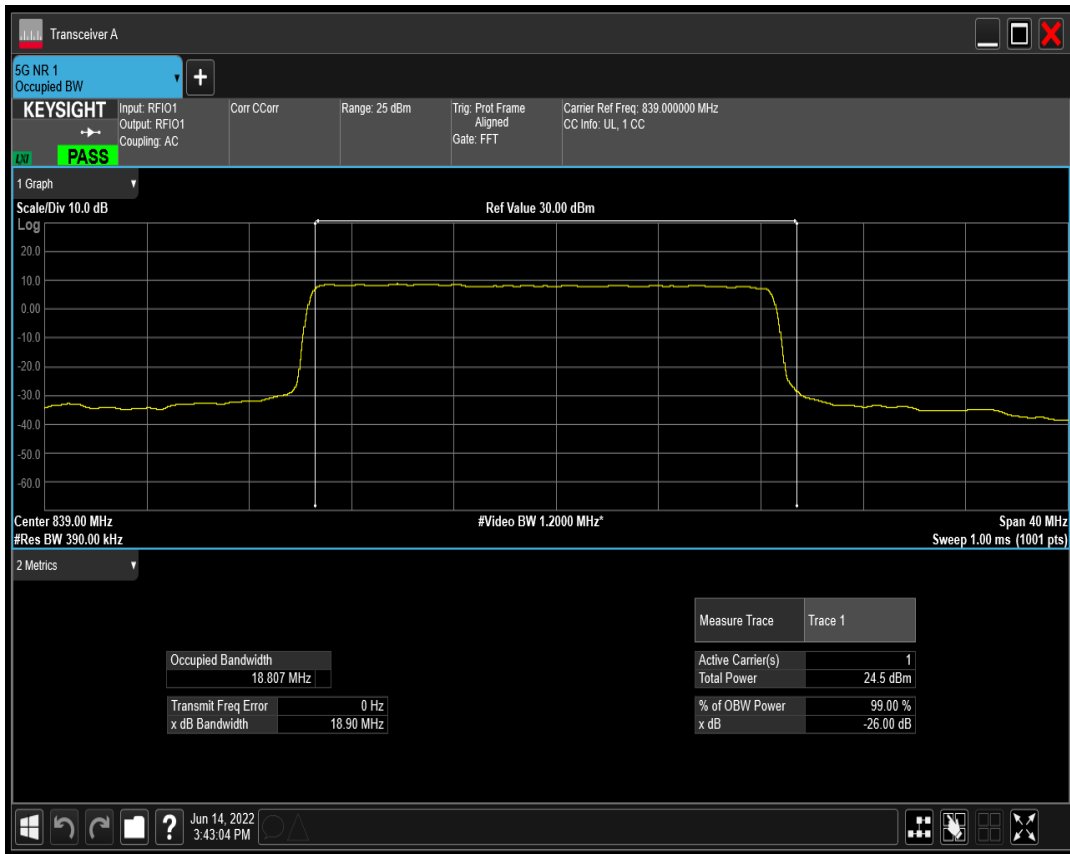 Transceiver A
5G NR 1
Occupied BW
+
KEYSIGHT
LXI
PASS
Input: RFIO1
Output: RFIO1
Coupling: AC
Corr CCorr
Range: 25 dBm
Trig: Prot Frame
Aligned
Gate: FFT
Carrier Ref Freq: 839.000000 MHz
CC Info: UL, 1 CC
1 Graph
Scale/Div 10.0 dB
Ref Value 30.00 dBm
Log
20.0
10.0
0.00
-10.0
-20.0
-30.0
-40.0
-50.0
-60.0
Center 839.00 MHz
#Video BW 1.2000 MHz*
Span 40 MHz
#Res BW 390.00 kHz
Sweep 1.00 ms (1001 pts)
2 Metrics
Measure Trace Trace 1
Occupied Bandwidth
18.807 MHz
Active Carrier(s) 1
Total Power 24.5 dBm
Transmit Freq Error 0 Hz
x dB Bandwidth 18.90 MHz
% of OBW Power 99.00 %
x dB -26.00 dB
?
Jun 14, 2022
3:43:04 PM